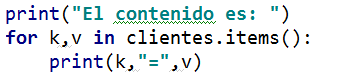 print("El contenido es: ")
for k,v in clientes.items():
    print(k,"=",v)